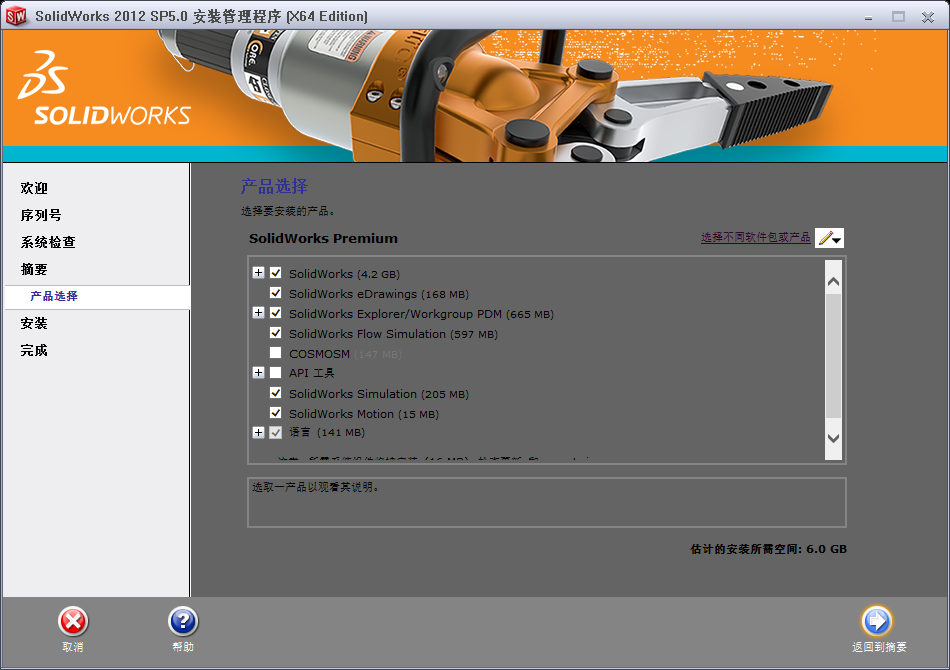 SolidWorks 2012 SP5.0 安装管理程序 (X64 Edition)
SOLIDWORKS
欢迎
序列号
系统检查
摘要
产品选择
安装
完成
产品选择
选择要安装的产品。
SolidWorks Premium
选择不同软件包或产品
SolidWorks (4.2 GB)
SolidWorks eDrawings (168 MB)
SolidWorks Explorer/Workgroup PDM (665 MB)
SolidWorks Flow Simulation (597 MB)
COSMOSM (147 MB)
API 工具
SolidWorks Simulation (205 MB)
SolidWorks Motion (15 MB)
语言 (141 MB)
选取一产品以观看其说明。
估计的安装所需空间: 6.0 GB
取消
帮助
返回到摘要